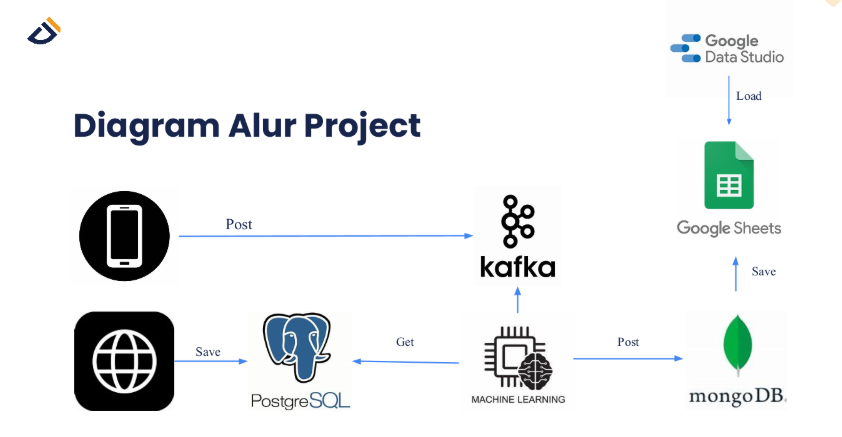 Google
Data Studio
Load
Diagram Alur Project
Google Sheets
Post
kafka
Save
Save
PostgreSQL
Get
MACHINE LEARNING
Post
mongoDB